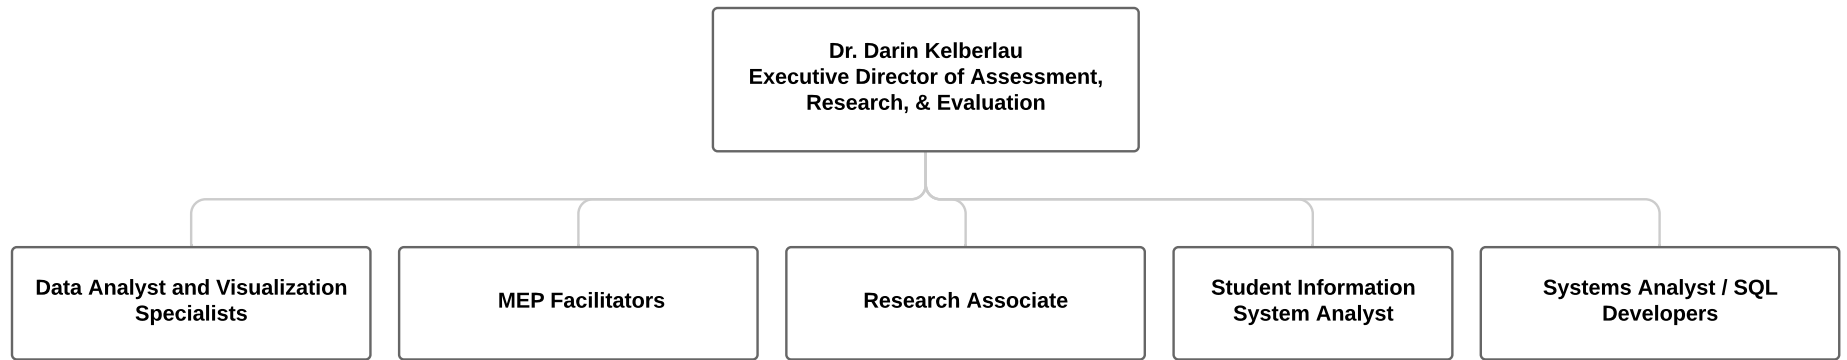 Dr. Darin Kelberlau
Executive Director of Assessment,
Research, & Evaluation
Data Analyst and Visualization
Specialists
MEP Facilitators
Research Associate
Student Information
System Analyst
Systems Analyst / SQL
Developers